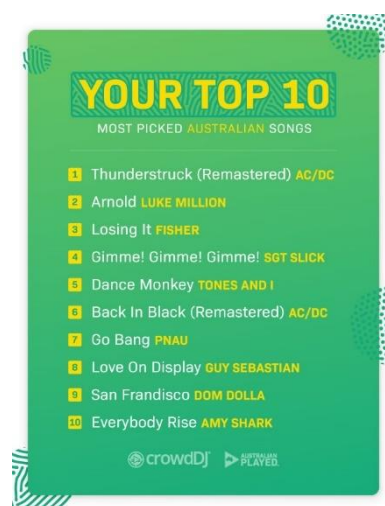 YOUR TOP 10
MOST PICKED AUSTRALIAN SONGS
1 Thunderstruck (Remastered) AC/DC
2 Arnold LUKE MILLION
3 Losing It FISHER
4 Gimme! Gimme! Gimme! SGT SLICK
5 Dance Monkey TONES AND I
6 Back In Black (Remastered) AC/DC
7 Go Bang PNAU
8 Love On Display GUY SEBASTIAN
9 San Frandisco DOM DOLLA
10 Everybody Rise AMY SHARK
crowdDJ AUSTRALIAN
PLAYED